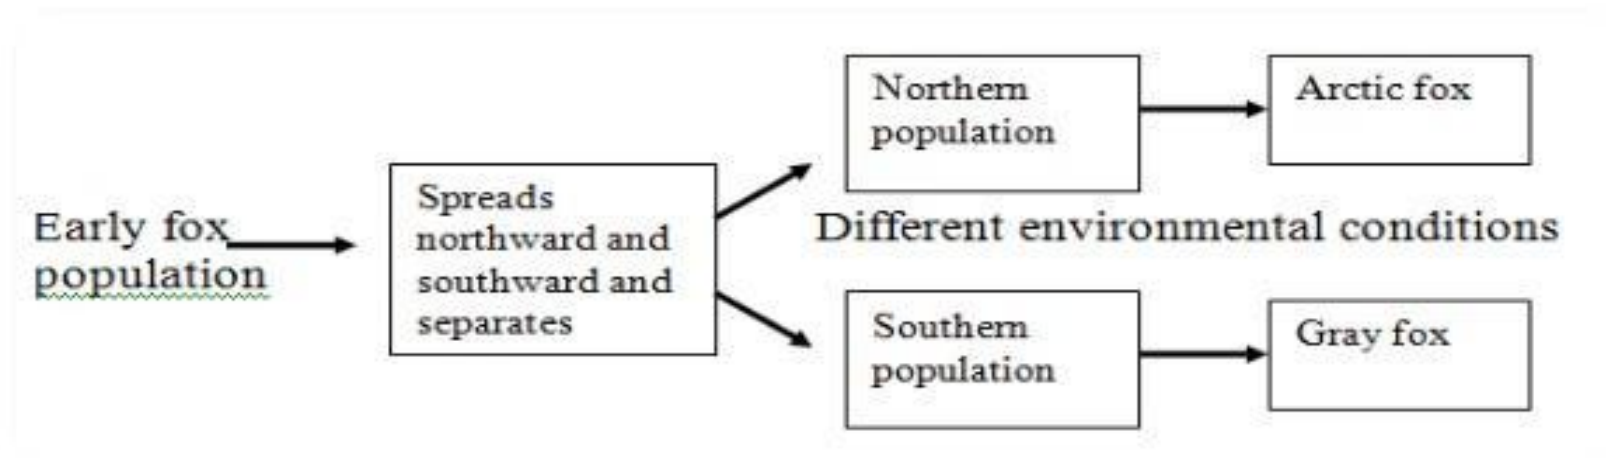 Early fox
population
Spreads
northward and
southward and
separates
Northern
population
Arctic fox
Different environmental conditions
Southern
population
Gray fox